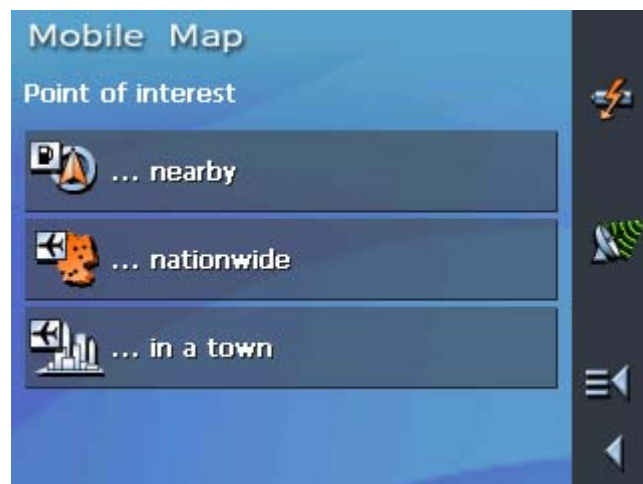 Mobile Map
Point of interest
... nearby
... nationwide
... in a town